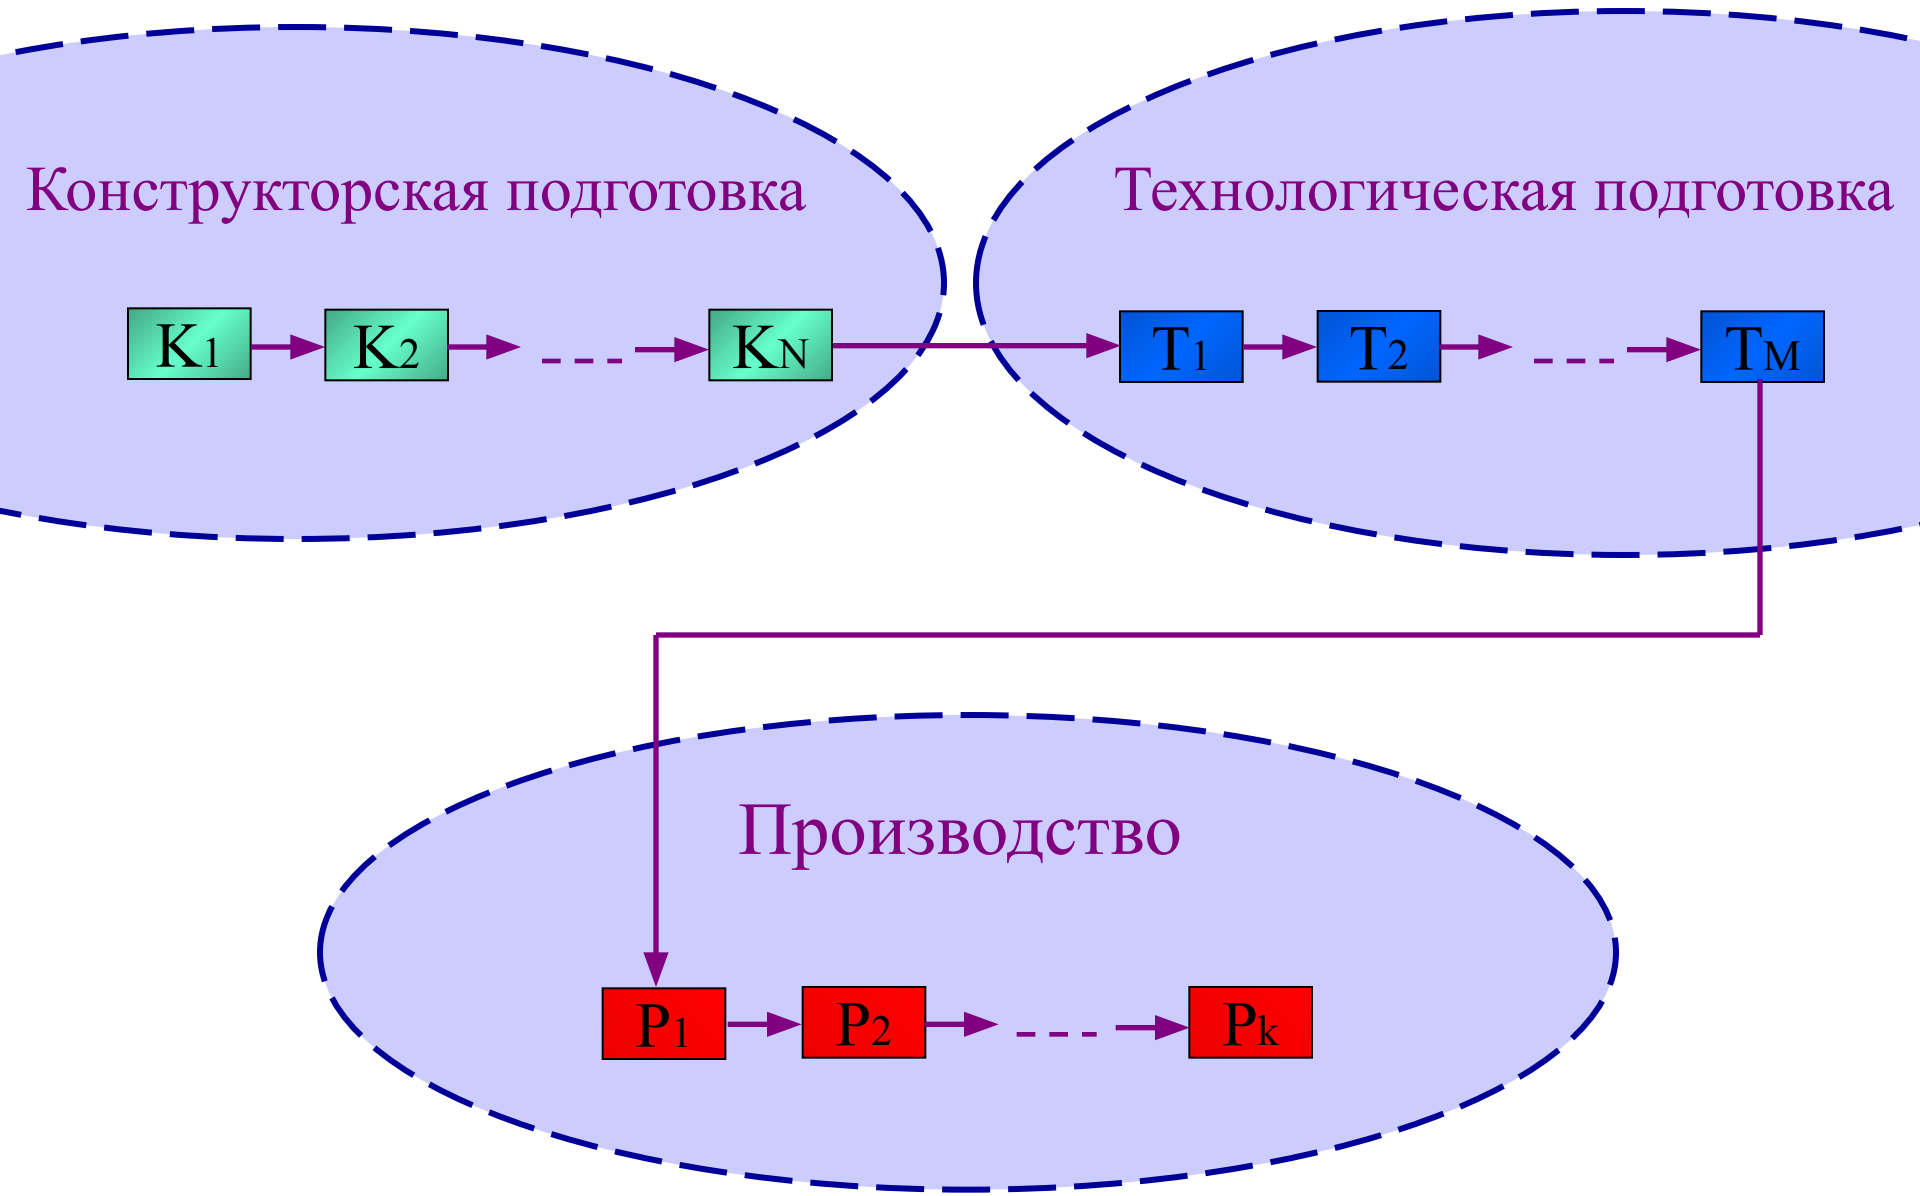 Конструкторская подготовка
Технологическая подготовка
K1 K2 KN T1 T2 TM
Производство
P1 P2 Pk